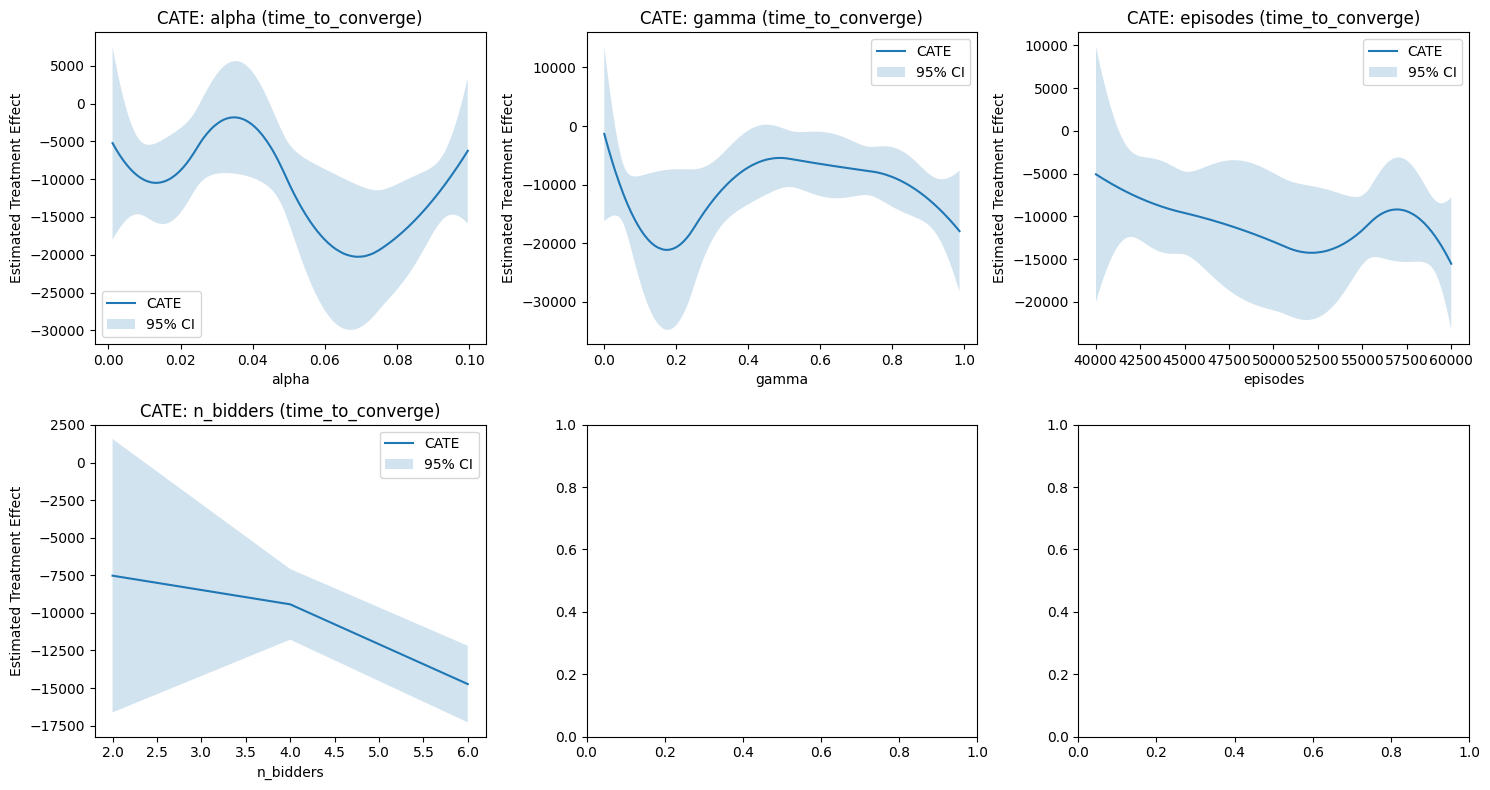 CATE: alpha (time_to_converge)
Estimated Treatment Effect
5000
0
−5000
−10000
−15000
−20000
−25000
−30000
CATE
95% CI
0.00 0.02 0.04 0.06 0.08 0.10
alpha
CATE: gamma (time_to_converge)
Estimated Treatment Effect
10000
0
−10000
−20000
−30000
CATE
95% CI
0.0 0.2 0.4 0.6 0.8 1.0
gamma
CATE: episodes (time_to_converge)
Estimated Treatment Effect
10000
5000
0
−5000
−10000
−15000
−20000
CATE
95% CI
40000 42500 45000 47500 50000 52500 55000 57500 60000
episodes
CATE: n_bidders (time_to_converge)
Estimated Treatment Effect
2500
0
−2500
−5000
−7500
−10000
−12500
−15000
−17500
CATE
95% CI
2.0 2.5 3.0 3.5 4.0 4.5 5.0 5.5 6.0
n_bidders
1.0
0.8
0.6
0.4
0.2
0.0
0.0 0.2 0.4 0.6 0.8 1.0
1.0
0.8
0.6
0.4
0.2
0.0
0.0 0.2 0.4 0.6 0.8 1.0